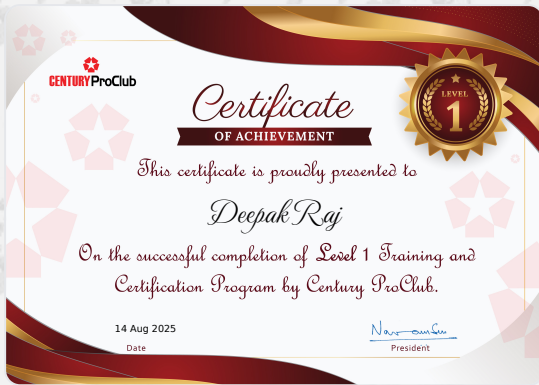 CENTURY ProClub
LEVEL
1
Certificate
OF ACHIEVEMENT
This certificate is proudly presented to
Deepak Raj
On the successful completion of Level 1 Training and
Certification Program by Century ProClub.
14 Aug 2025
Date
President